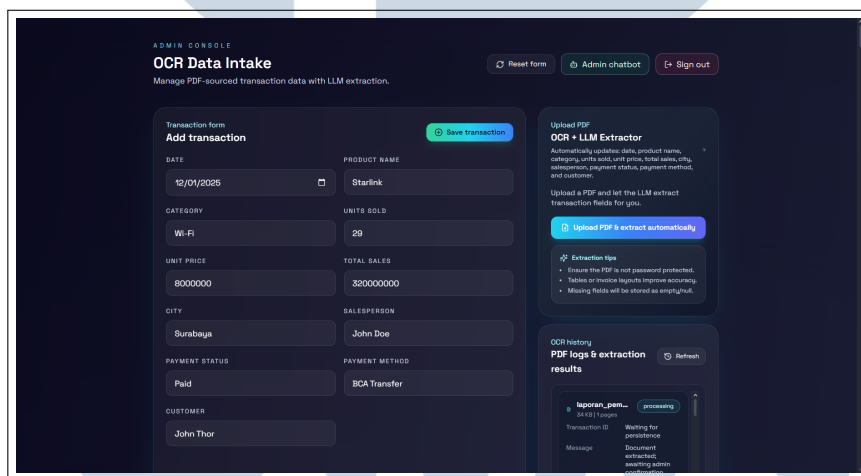 ADMIN CONSOLE
OCR Data Intake
Manage PDF-sourced transaction data with LLM extraction.
Reset form
Admin chatbot
Sign out
Transaction form
Add transaction
Save transaction
DATE
12/01/2025
PRODUCT NAME
Starlink
CATEGORY
Wi-Fi
UNITS SOLD
29
UNIT PRICE
8000000
TOTAL SALES
320000000
CITY
Surabaya
SALESPERSON
John Doe
PAYMENT STATUS
Paid
PAYMENT METHOD
BCA Transfer
CUSTOMER
John Thor
Upload PDF
OCR + LLM Extractor
Automatically updates: date, product name,
category, units sold, unit price, total sales, city,
salesperson, payment status, payment method,
and customer.
Upload a PDF and let the LLM extract
transaction fields for you.
Upload PDF & extract automatically
Extraction tips
• Ensure the PDF is not password protected.
• Tables or invoice layouts improve accuracy.
• Missing fields will be stored as empty/null.
OCR history
PDF logs & extraction
results
Refresh
laporan_pem...
processing
34 KB | 1 pages
Transaction ID
Waiting for
persistence
Message
Document
extracted;
awaiting admin
confirmation